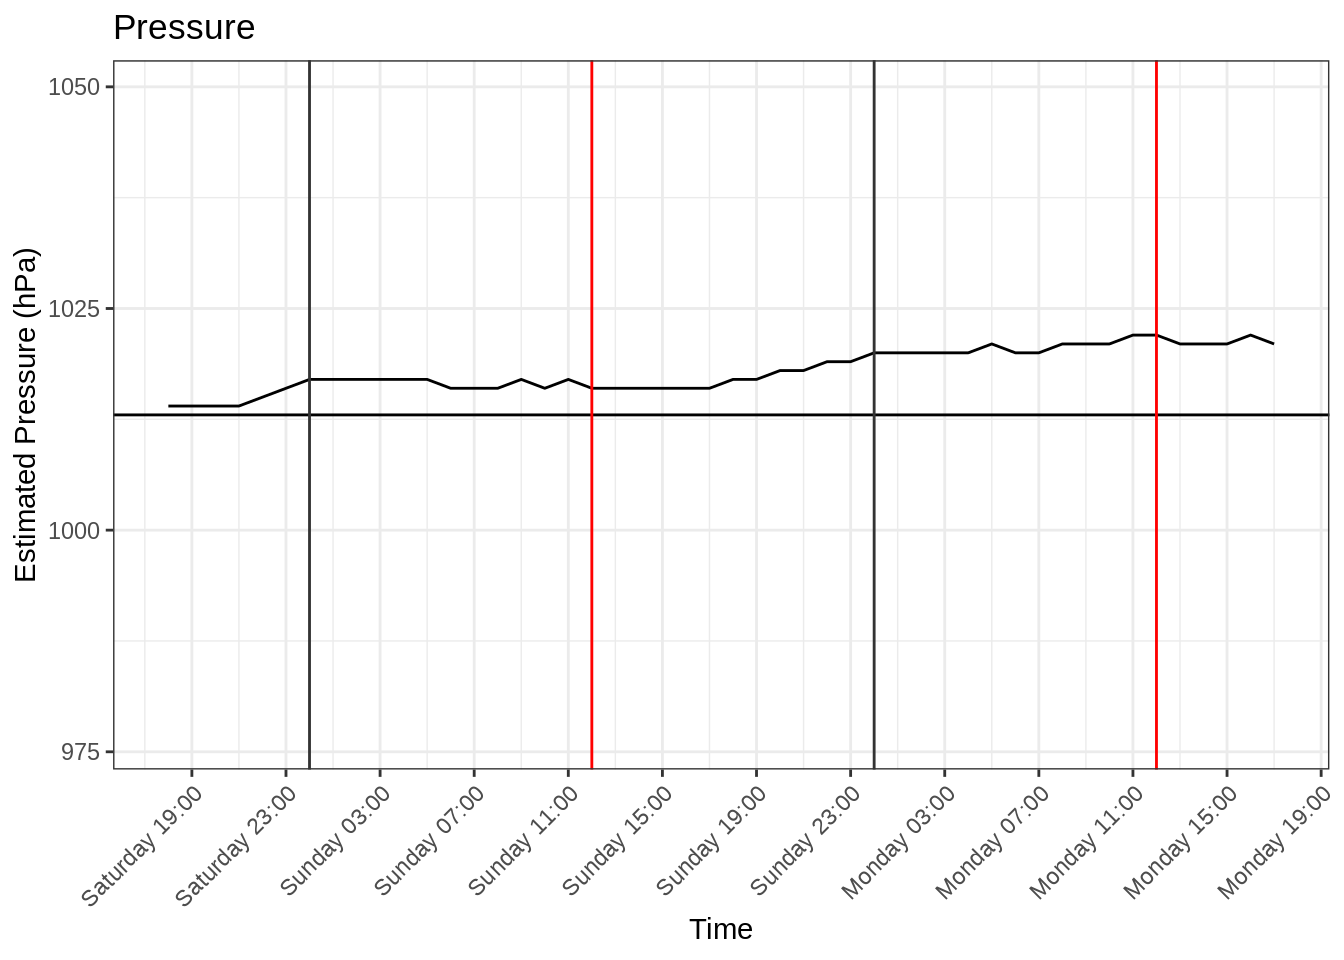 Pressure
1050
1025
1000
975
Estimated Pressure (hPa)
Saturday 19:00
Saturday 23:00
Sunday 03:00
Sunday 07:00
Sunday 11:00
Sunday 15:00
Sunday 19:00
Sunday 23:00
Monday 03:00
Monday 07:00
Monday 11:00
Monday 15:00
Monday 19:00
Time